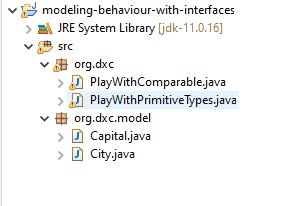 modeling-behaviour-with-interfaces
JRE System Library [jdk-11.0.16]
src
org.dxc
PlayWithComparable.java
PlayWithPrimitiveTypes.java
org.dxc.model
Capital.java
City.java